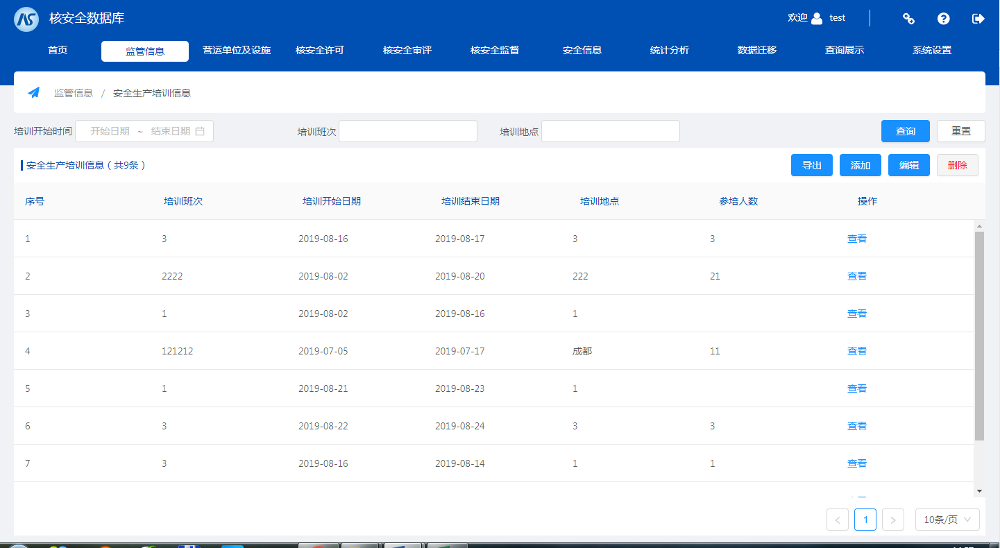 核安全数据库
欢迎 test
首页 监管信息 营运单位及设施 核安全许可 核安全审评 核安全监督 安全信息 统计分析 数据迁移 查询展示 系统设置
监管信息 / 安全生产培训信息
培训开始时间 开始日期 ~ 结束日期 培训班次 培训地点 查询 重置
安全生产培训信息（共9条） 导出 添加 编辑 删除
序号 培训班次 培训开始日期 培训结束日期 培训地点 参培人数 操作
1 3 2019-08-16 2019-08-17 3 3 查看
2 2222 2019-08-02 2019-08-20 222 21 查看
3 1 2019-08-02 2019-08-16 1 查看
4 121212 2019-07-05 2019-07-17 成都 11 查看
5 1 2019-08-21 2019-08-23 1 查看
6 3 2019-08-22 2019-08-24 3 3 查看
7 3 2019-08-16 2019-08-14 1 1 查看
< 1 > 10条/页